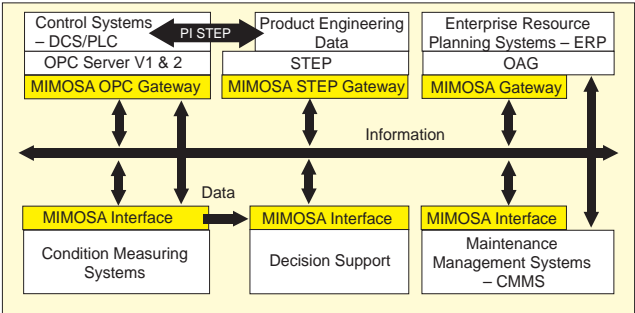 Control Systems
– DCS/PLC
OPC Server V1 & 2
MIMOSA OPC Gateway
PI STEP
Product Engineering
Data
STEP
MIMOSA STEP Gateway
Enterprise Resource
Planning Systems – ERP
OAG
MIMOSA Gateway
Information
Data
MIMOSA Interface
Condition Measuring
Systems
MIMOSA Interface
Decision Support
MIMOSA Interface
Maintenance
Management Systems
– CMMS